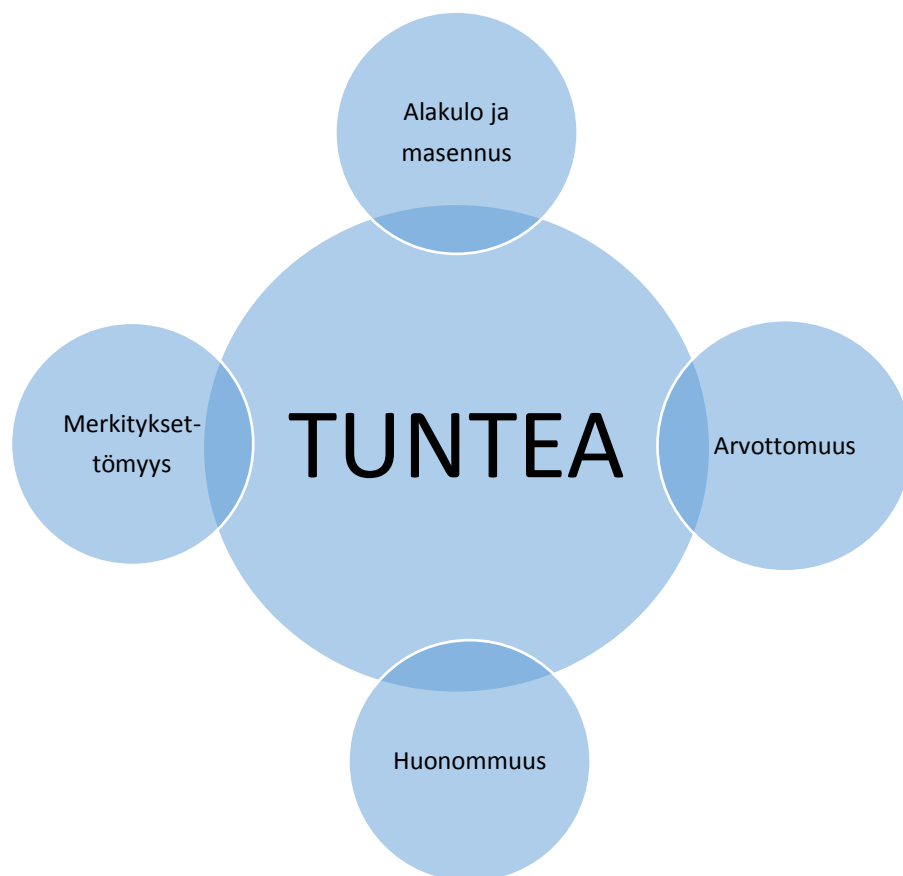 Alakulo ja
masennus
Merkitykset-
tömyys
TUNTEA
Arvottomuus
Huonommuus